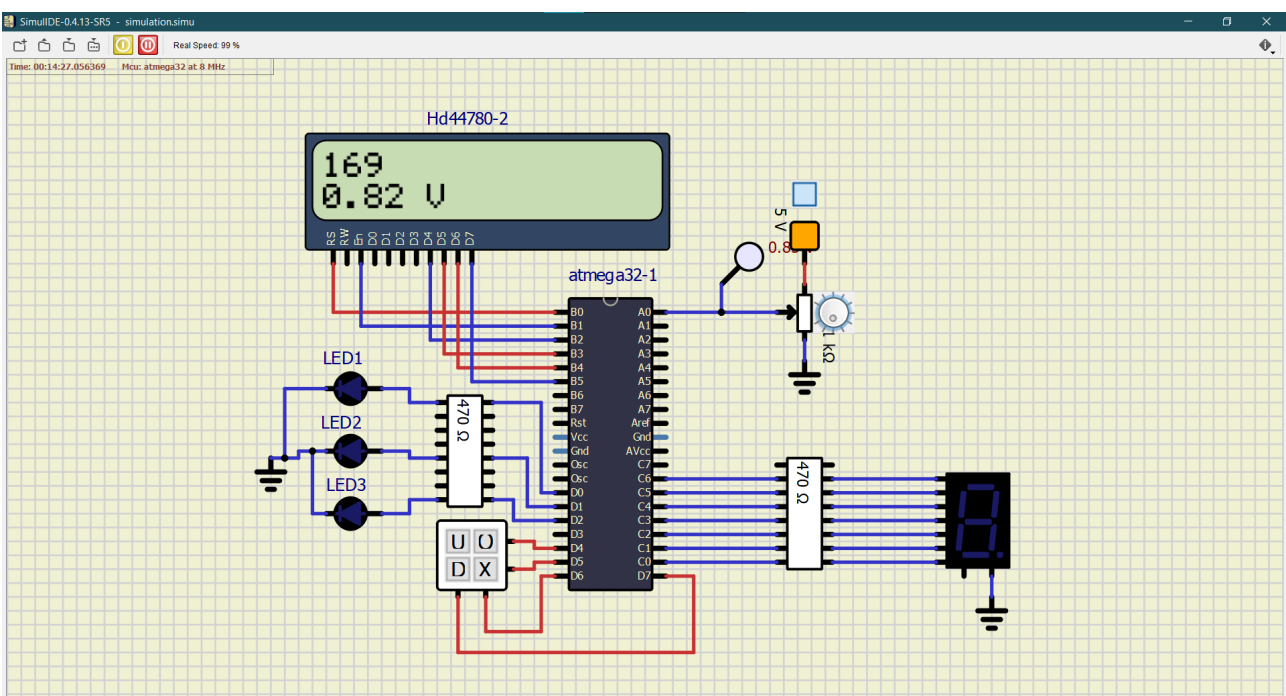 SimulIDE-0.4.13-SR5 - simulation.simu
Real Speed: 99 %
Time: 00:14:27.056369 Mcu: atmega32 at 8 MHz
Hd44780-2
169
0.82 V
RS RW En D0 D1 D2 D3 D4 D5 D6 D7
5 V
0.8
atmega32-1
1 kΩ
B0 A0
B1 A1
B2 A2
B3 A3
B4 A4
B5 A5
B6 A6
B7 A7
Rst Aref
Vcc Gnd
Gnd AVcc
Osc C7
Osc C6
D0 C5
D1 C4
D2 C3
D3 C2
D4 C1
D5 C0
D6 D7
LED1
LED2
LED3
470 Ω
470 Ω
U O
D X